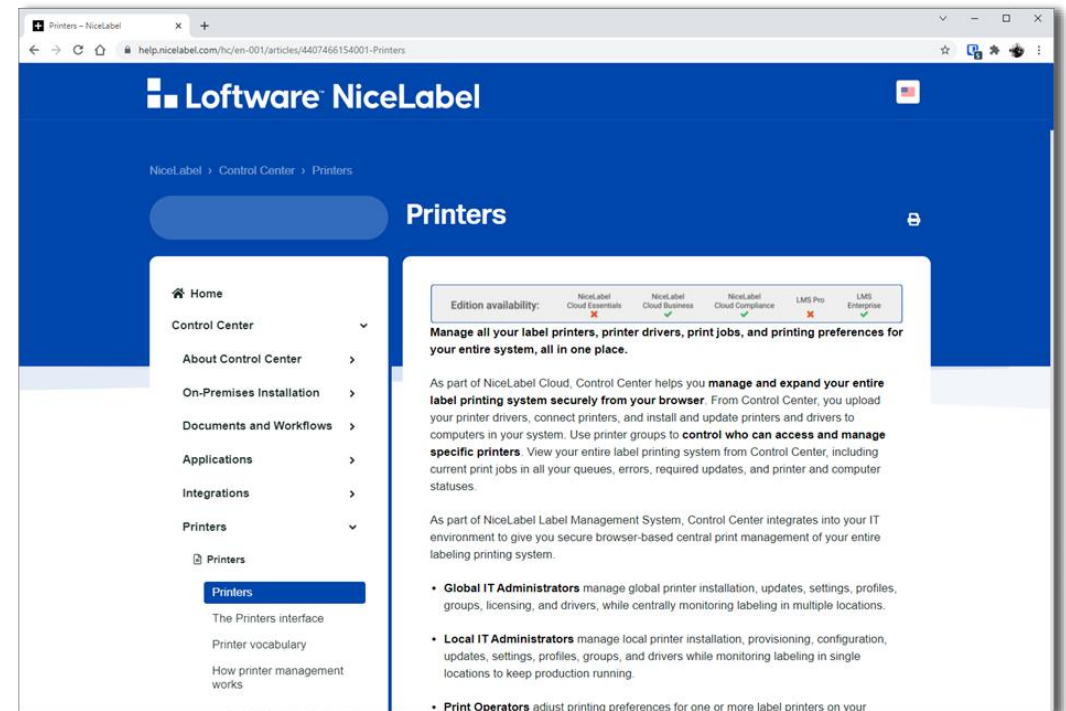 Printers – NiceLabel
help.nicelabel.com/hc/en-001/articles/4407466154001-Printers
Loftware™ NiceLabel
NiceLabel › Control Center › Printers
Printers
Home
Control Center
About Control Center
On-Premises Installation
Documents and Workflows
Applications
Integrations
Printers
Printers
Printers
The Printers interface
Printer vocabulary
How printer management
works
Edition availability:
NiceLabel
Cloud Essentials
NiceLabel
Cloud Business
NiceLabel
Cloud Compliance
LMS Pro
LMS
Enterprise
Manage all your label printers, printer drivers, print jobs, and printing preferences for
your entire system, all in one place.
As part of NiceLabel Cloud, Control Center helps you manage and expand your entire
label printing system securely from your browser. From Control Center, you upload
your printer drivers, connect printers, and install and update printers and drivers to
computers in your system. Use printer groups to control who can access and manage
specific printers. View your entire label printing system from Control Center, including
current print jobs in all your queues, errors, required updates, and printer and computer
statuses.
As part of NiceLabel Label Management System, Control Center integrates into your IT
environment to give you secure browser-based central print management of your entire
labeling printing system.
• Global IT Administrators manage global printer installation, updates, settings, profiles,
groups, licensing, and drivers, while centrally monitoring labeling in multiple locations.
• Local IT Administrators manage local printer installation, provisioning, configuration,
updates, settings, profiles, groups, and drivers while monitoring labeling in single
locations to keep production running.
• Print Operators adjust printing preferences for one or more label printers on your